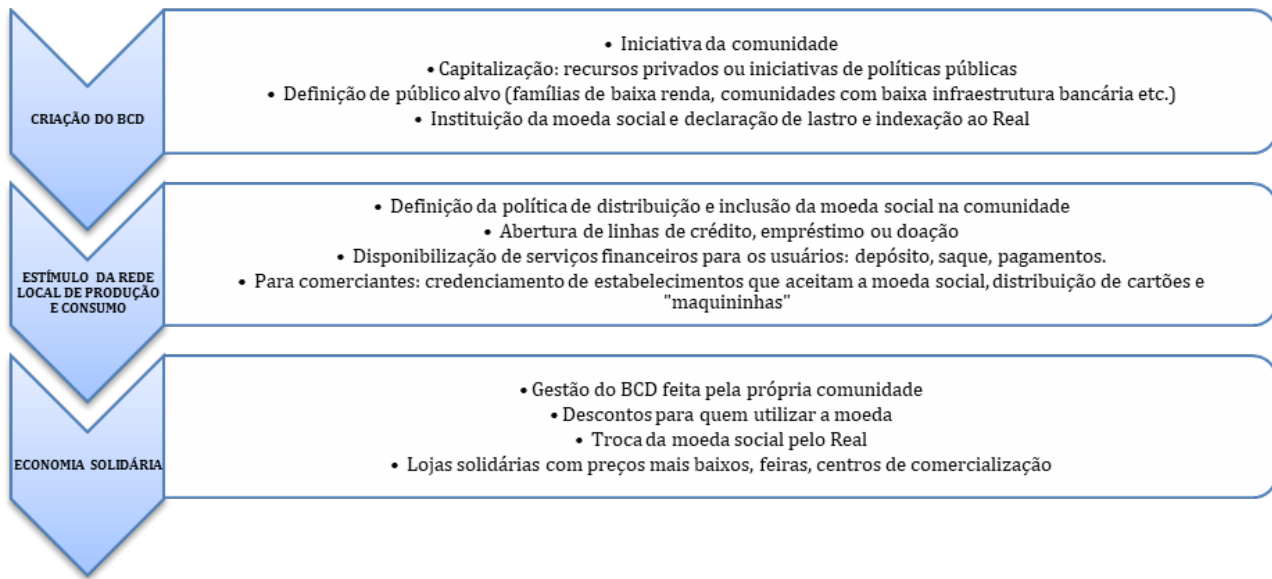 CRIAÇÃO DO BCD
• Iniciativa da comunidade
• Capitalização: recursos privados ou iniciativas de políticas públicas
• Definição de público alvo (famílias de baixa renda, comunidades com baixa infraestrutura bancária etc.)
• Instituição da moeda social e declaração de lastro e indexação ao Real
ESTÍMULO DA REDE
LOCAL DE PRODUÇÃO
E CONSUMO
• Definição da política de distribuição e inclusão da moeda social na comunidade
• Abertura de linhas de crédito, empréstimo ou doação
• Disponibilização de serviços financeiros para os usuários: depósito, saque, pagamentos.
• Para comerciantes: credenciamento de estabelecimentos que aceitam a moeda social, distribuição de cartões e
"maquininhas"
ECONOMIA SOLIDÁRIA
• Gestão do BCD feita pela própria comunidade
• Descontos para quem utilizar a moeda
• Troca da moeda social pelo Real
• Lojas solidárias com preços mais baixos, feiras, centros de comercialização